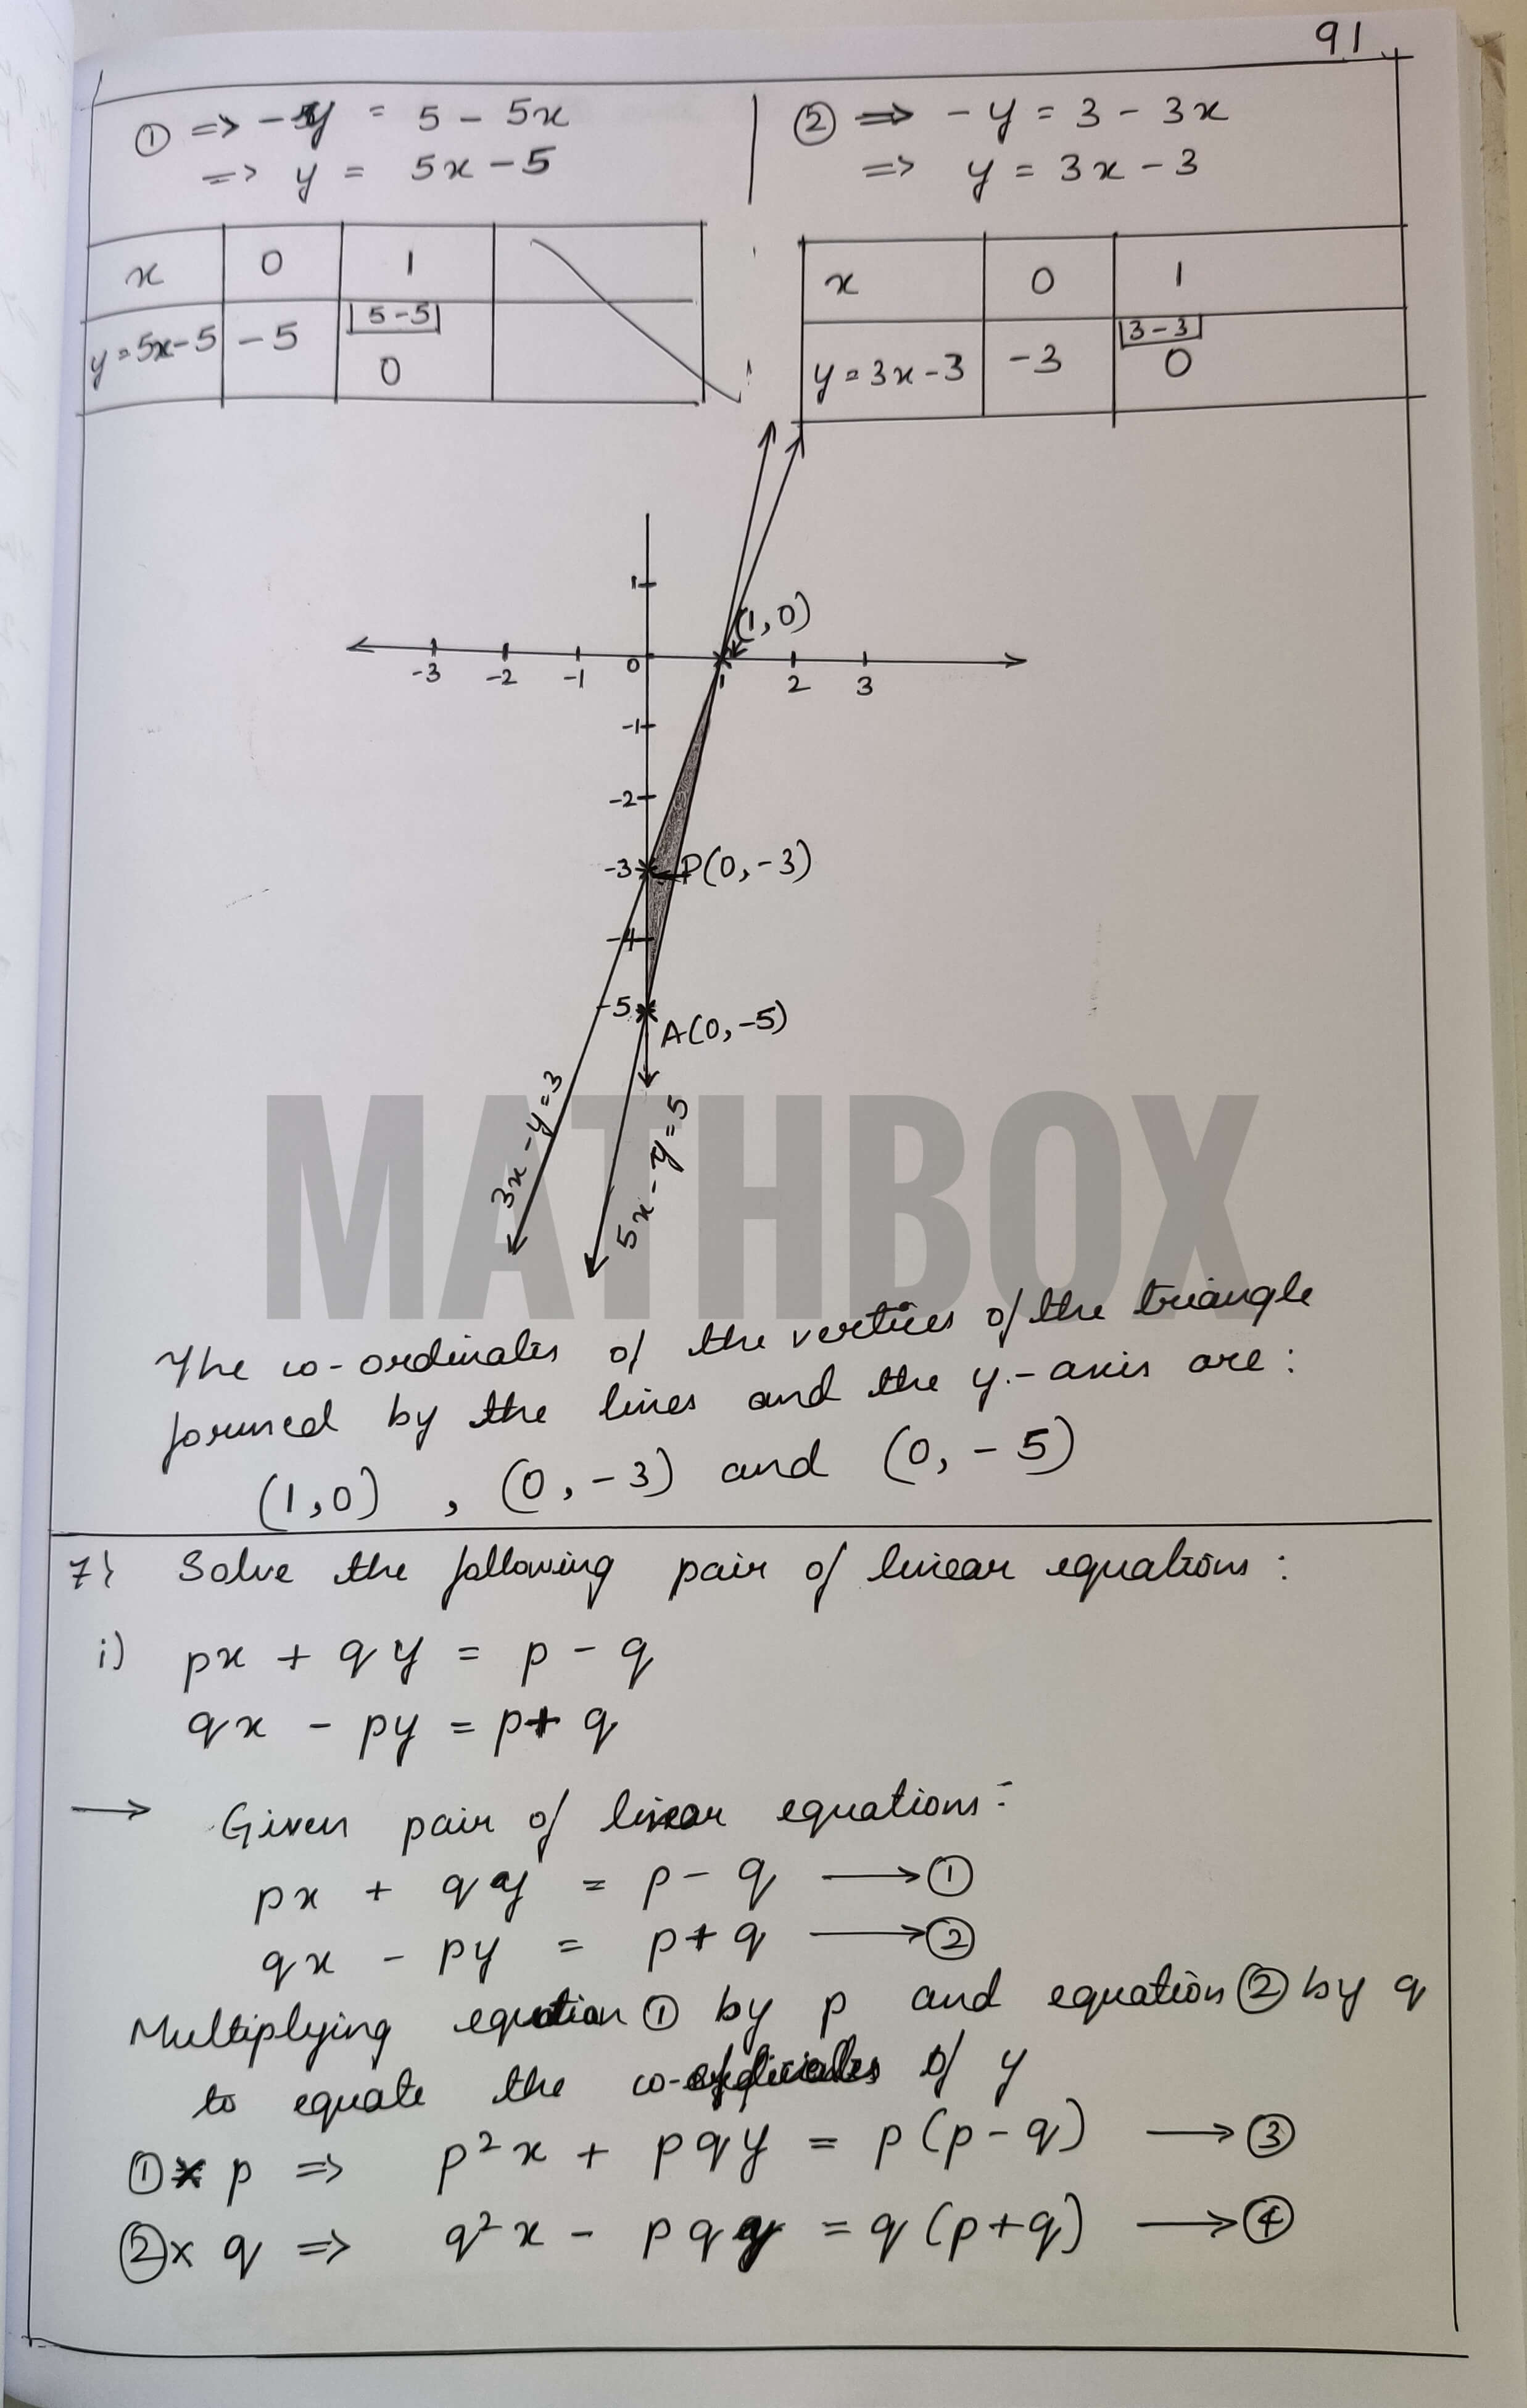 91
① => -y = 5 - 5x
=> y = 5x - 5
② => -y = 3 - 3x
=> y = 3x - 3
x 0 1
y = 5x - 5 -5 5-5 0
x 0 1
y = 3x - 3 -3 3-3 0
1
(1,0)
-3 -2 -1 0 1 2 3
-1
-2
-3 P(0, -3)
-4
-5 A(0, -5)
3x - y = 3
5x - y = 5
MATHBOX
The co-ordinates of the vertices of the triangle
formed by the lines and the y-axis are:
(1,0) , (0, -3) and (0, -5)
7} Solve the following pair of linear equations:
i) px + qy = p - q
qx - py = p + q
→ Given pair of linear equations:-
px + qy = p - q → ①
qx - py = p + q → ②
Multiplying equation ① by p and equation ② by q
to equate the co-efficients of y
① × p => p²x + pqy = p(p - q) → ③
② × q => q²x - pqy = q(p + q) → ④